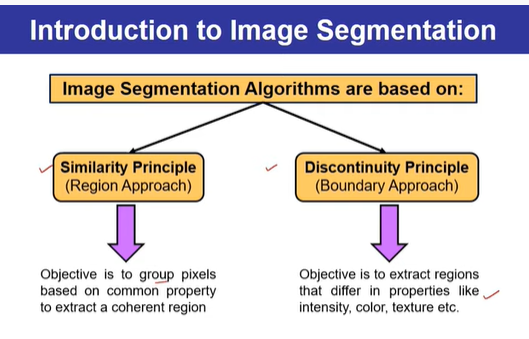 Introduction to Image Segmentation
Image Segmentation Algorithms are based on:
Similarity Principle
(Region Approach)
Discontinuity Principle
(Boundary Approach)
Objective is to group pixels
based on common property
to extract a coherent region
Objective is to extract regions
that differ in properties like
intensity, color, texture etc.